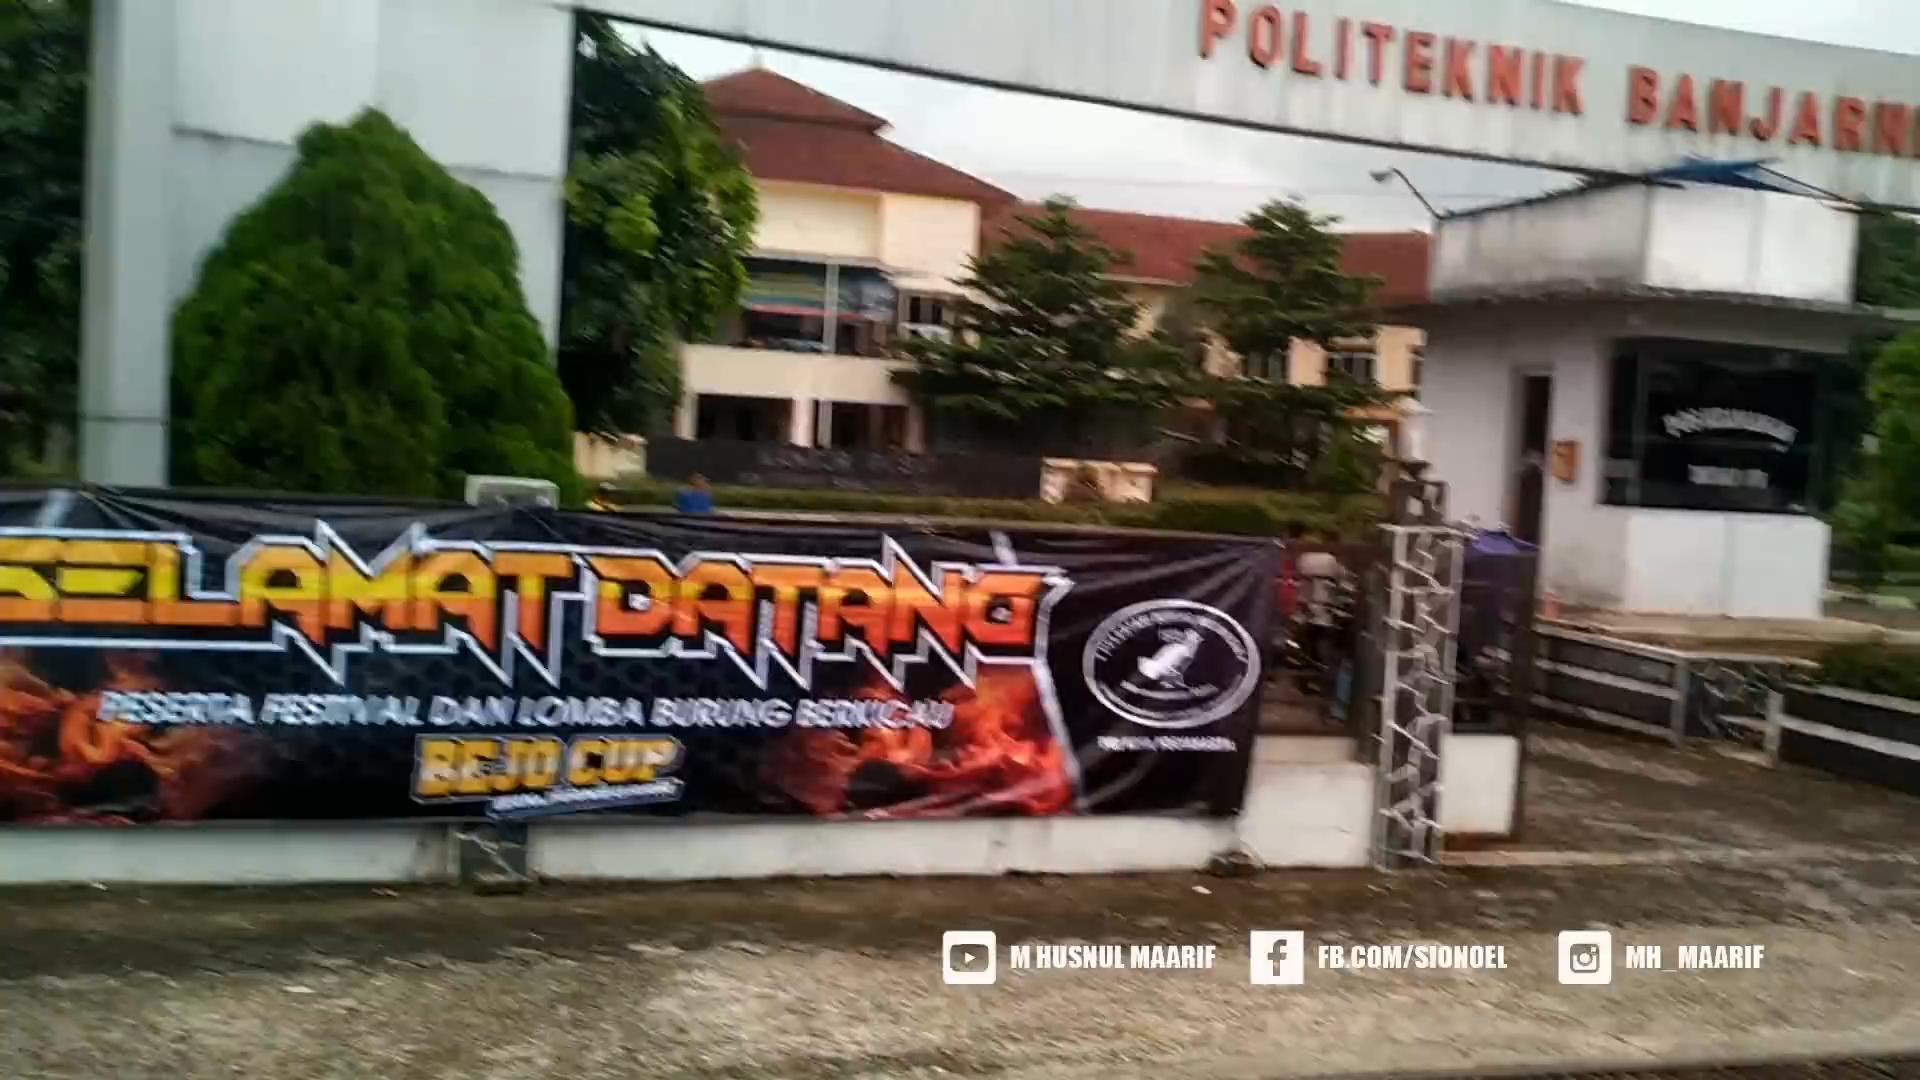 POLITEKNIK BANJARN
SELAMAT DATANG
PESERTA FESTIVAL DAN LOMBA BURUNG BERKICAU
BEJO CUP
M HUSNUL MAARIF
FB.COM/SIONOEL
MH_MAARIF